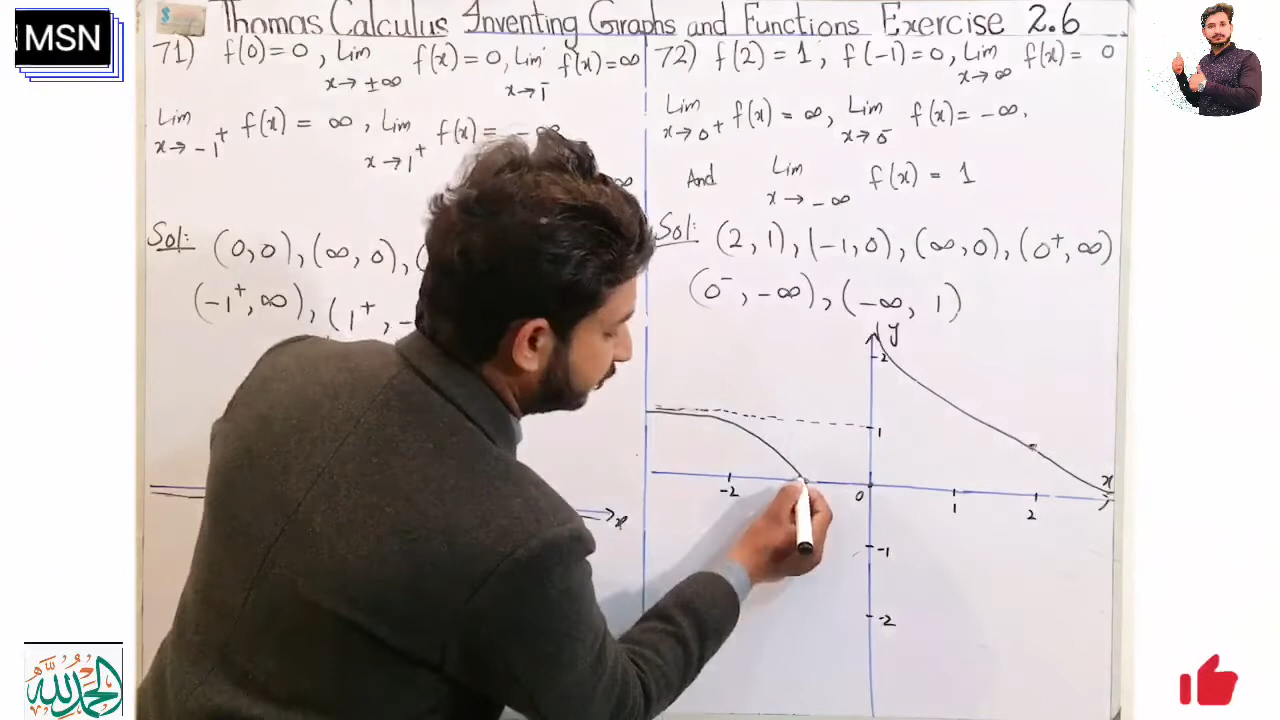 MSN
Thomas Calculus Inventing Graphs and Functions Exercise 2.6
71) f(0)=0, Lim x→±∞ f(x)=0, Lim x→1⁻ f(x)=∞
Lim x→-1⁺ f(x)=∞, Lim x→1⁺ f(x)=-∞
∞
Sol: (0,0), (∞,0), (
(-1⁺,∞), (1⁺,-
x
72) f(2)=1, f(-1)=0, Lim x→∞ f(x)=0
Lim x→0⁺ f(x)=∞, Lim x→0⁻ f(x)=-∞.
And Lim x→-∞ f(x)=1
Sol: (2,1), (-1,0), (∞,0), (0⁺,∞)
(0⁻,-∞), (-∞,1)
y
2
1
x
-2 0 1 2
-1
-2
الحمد لله